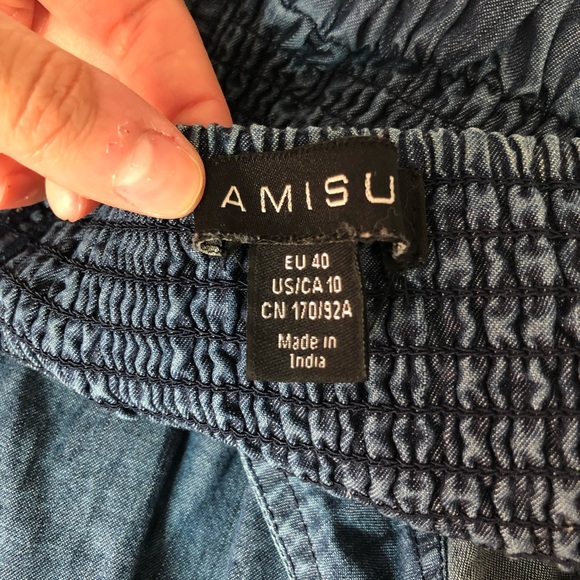 AMISU
EU 40
US/CA 10
CN 170/92A
Made in
India